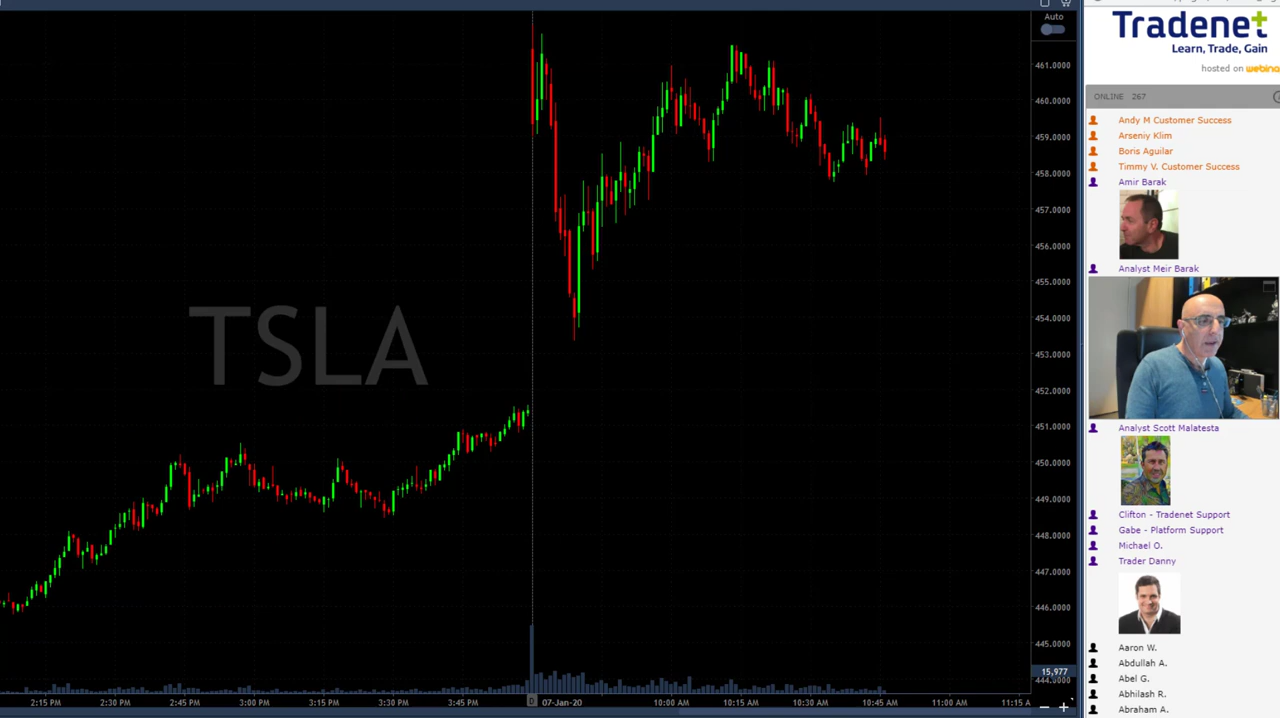 Auto
461.0000
460.0000
459.0000
458.0000
457.0000
456.0000
455.0000
454.0000
453.0000
452.0000
451.0000
450.0000
449.0000
448.0000
447.0000
446.0000
445.0000
15,977
TSLA
2:15 PM 2:30 PM 2:45 PM 3:00 PM 3:15 PM 3:30 PM 3:45 PM D 07-Jan-20 10:00 AM 10:15 AM 10:30 AM 10:45 AM 11:00 AM 11:15 A
Tradenet
Learn, Trade, Gain
hosted on webina
ONLINE 267
Andy M Customer Success
Arseniy Klim
Boris Aguilar
Timmy V. Customer Success
Amir Barak
Analyst Meir Barak
Analyst Scott Malatesta
Clifton - Tradenet Support
Gabe - Platform Support
Michael O.
Trader Danny
Aaron W.
Abdullah A.
Abel G.
Abhilash R.
Abraham A.